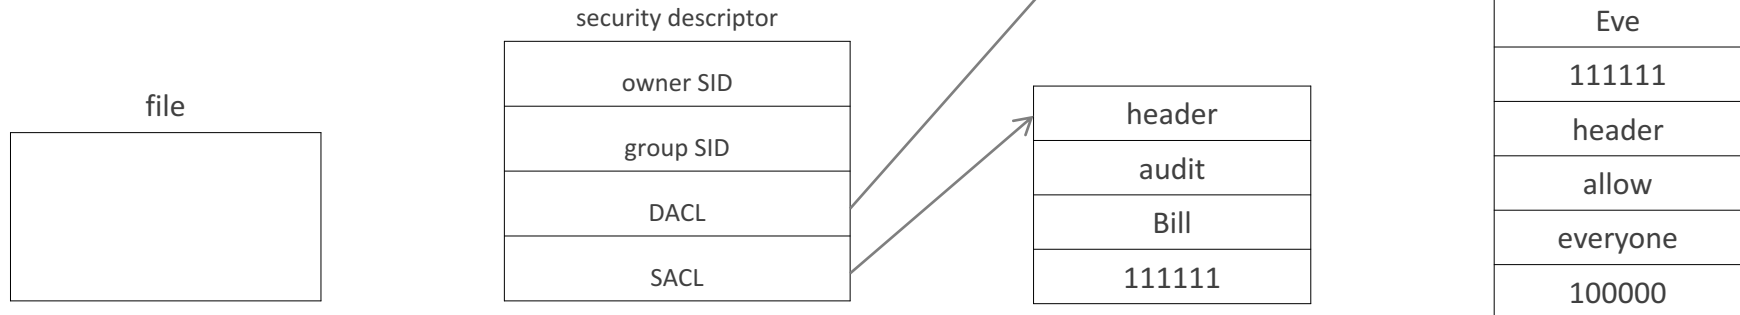 file
security descriptor
owner SID
group SID
DACL
SACL
header
audit
Bill
111111
Eve
111111
header
allow
everyone
100000